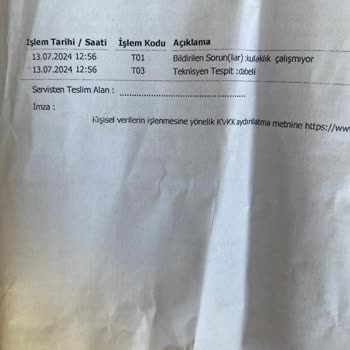 İşlem Tarihi / Saati İşlem Kodu Açıklama
13.07.2024 12:56 T01 Bildirilen Sorun(lar) :kulaklık çalışmıyor
13.07.2024 12:56 T03 Teknisyen Tespit :dabeli
Servisten Teslim Alan :
İmza :
Kişisel verilerin işlenmesine yönelik KVKK aydınlatma metnine https://ww